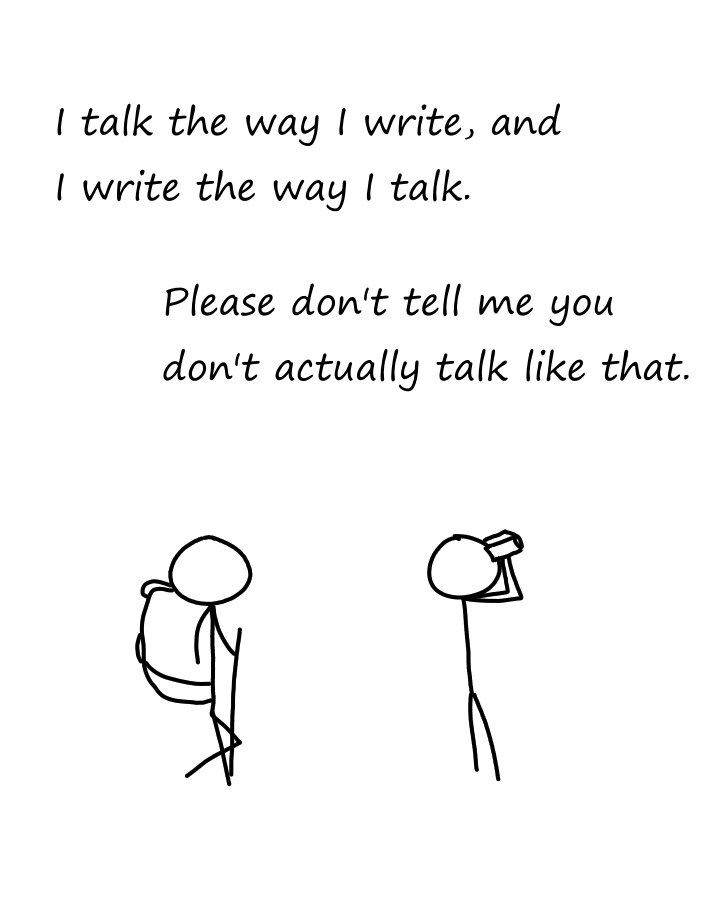 I talk the way I write, and
I write the way I talk.
Please don't tell me you
don't actually talk like that.